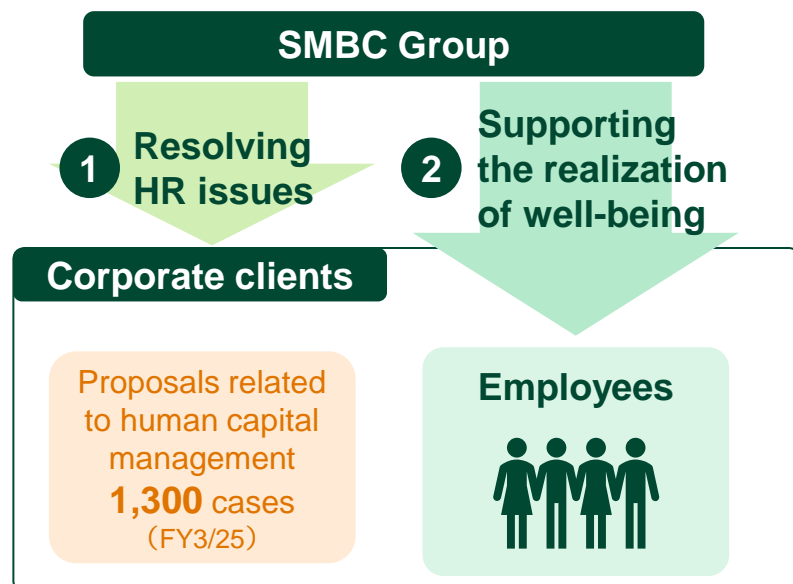 SMBC Group
1
Resolving
HR issues
2
Supporting
the realization
of well-being
Corporate clients
Proposals related
to human capital
management
1,300 cases
（FY3/25）
Employees